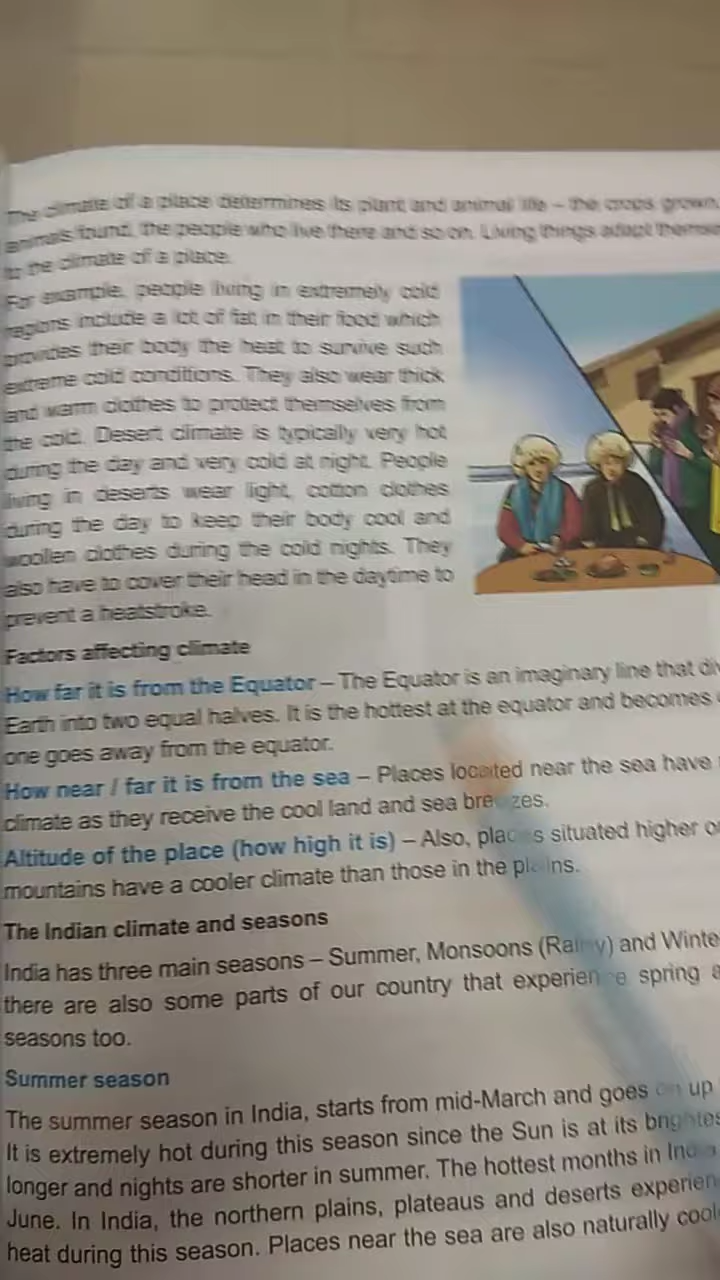 The climate of a place determines its plant and animal life – the crops grown,
animals found, the people who live there and so on. Living things adapt
to the climate of a place.
For example, people living in extremely cold
regions include a lot of fat in their food which
provides their body the heat to survive such
extreme cold conditions. They also wear thick
and warm clothes to protect themselves from
the cold. Desert climate is typically very hot
during the day and very cold at night. People
living in deserts wear light, cotton clothes
during the day to keep their body cool and
woollen clothes during the cold nights. They
also have to cover their head in the daytime to
prevent a heatstroke.
Factors affecting climate
How far it is from the Equator – The Equator is an imaginary line that
Earth into two equal halves. It is the hottest at the equator and becomes
one goes away from the equator.
How near / far it is from the sea – Places located near the sea have
climate as they receive the cool land and sea breezes.
Altitude of the place (how high it is) – Also, places situated higher
mountains have a cooler climate than those in the plains.
The Indian climate and seasons
India has three main seasons – Summer, Monsoons (Rainy) and
there are also some parts of our country that experience spring
seasons too.
Summer season
The summer season in India, starts from mid-March and goes on up
It is extremely hot during this season since the Sun is at its
longer and nights are shorter in summer. The hottest months in
June. In India, the northern plains, plateaus and deserts
heat during this season. Places near the sea are also naturally